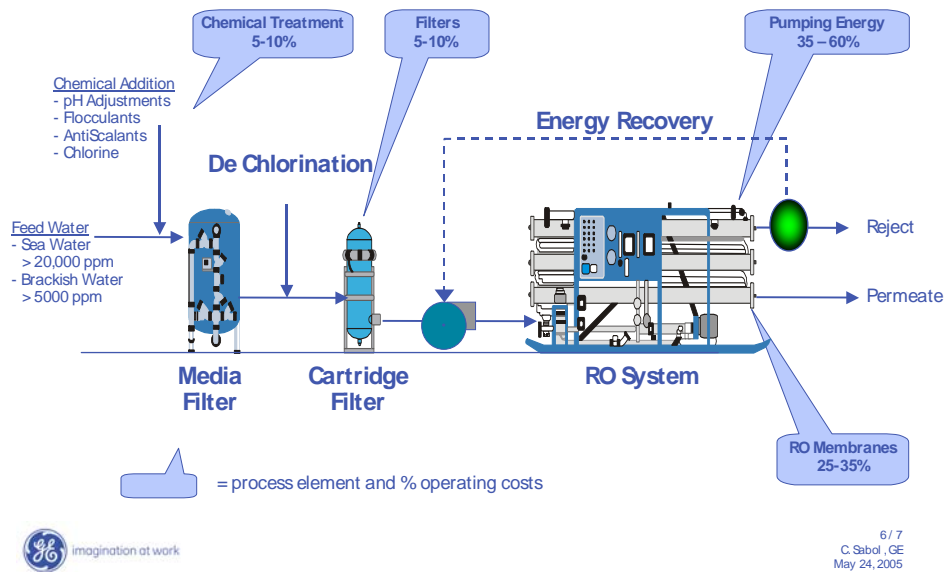 Chemical Treatment
5-10%
Filters
5-10%
Pumping Energy
35 – 60%
Chemical Addition
- pH Adjustments
- Flocculants
- AntiScalants
- Chlorine
Energy Recovery
De Chlorination
Feed Water
- Sea Water
> 20,000 ppm
- Brackish Water
> 5000 ppm
Reject
Permeate
Media
Filter
Cartridge
Filter
RO System
RO Membranes
25-35%
= process element and % operating costs
GE imagination at work
6 / 7
C. Sabol , GE
May 24, 2005